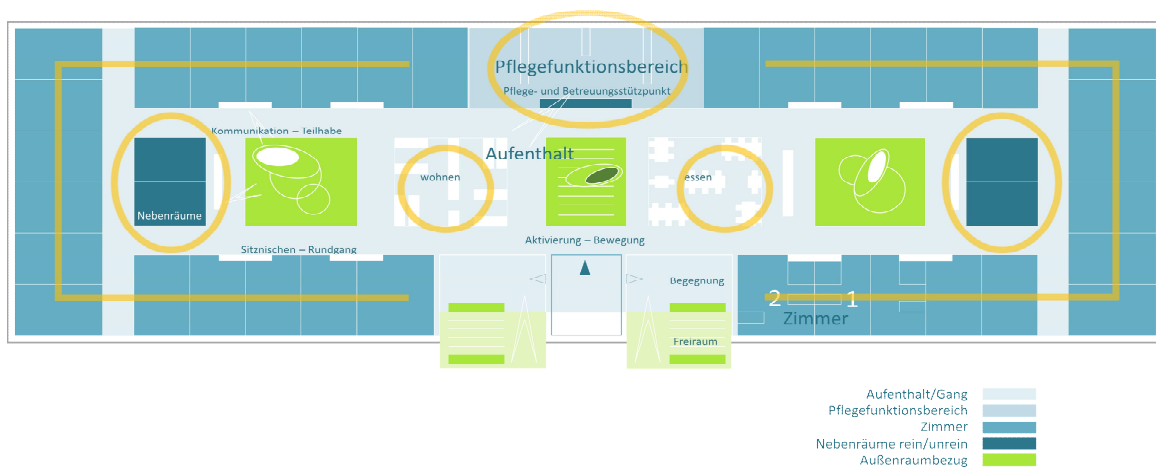 Pflegefunktionsbereich
Pflege- und Betreuungsstützpunkt
Kommunikation – Teilhabe
Aufenthalt
wohnen
essen
Nebenräume
Sitznischen – Rundgang
Aktivierung – Bewegung
Begegnung
2 1
Zimmer
Freiraum
Aufenthalt/Gang
Pflegefunktionsbereich
Zimmer
Nebenräume rein/unrein
Außenraumbezug